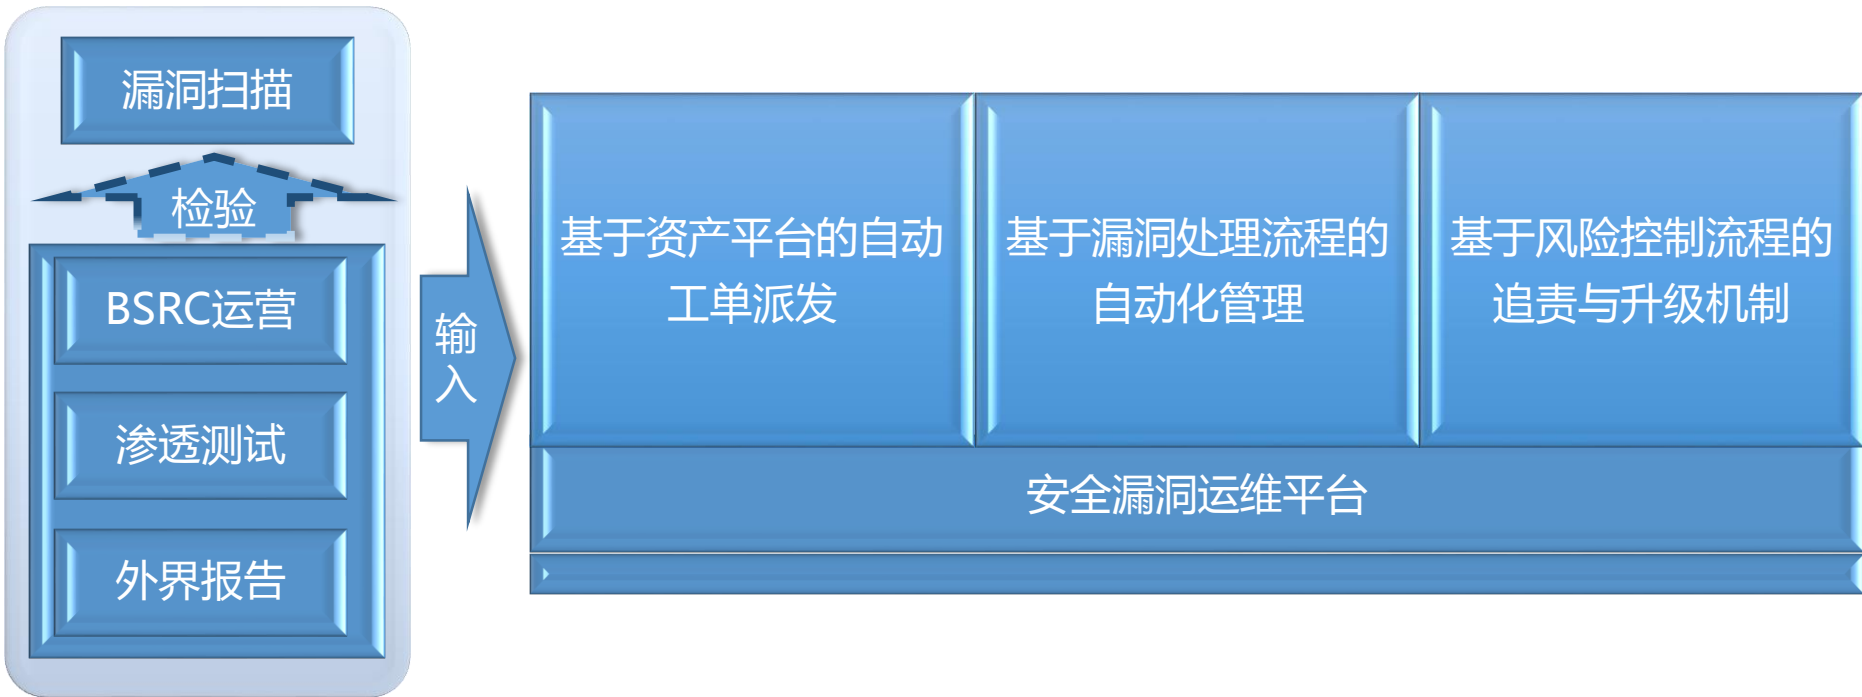 漏洞扫描
检验
BSRC运营
渗透测试
外界报告
输
入
基于资产平台的自动
工单派发
基于漏洞处理流程的
自动化管理
基于风险控制流程的
追责与升级机制
安全漏洞运维平台